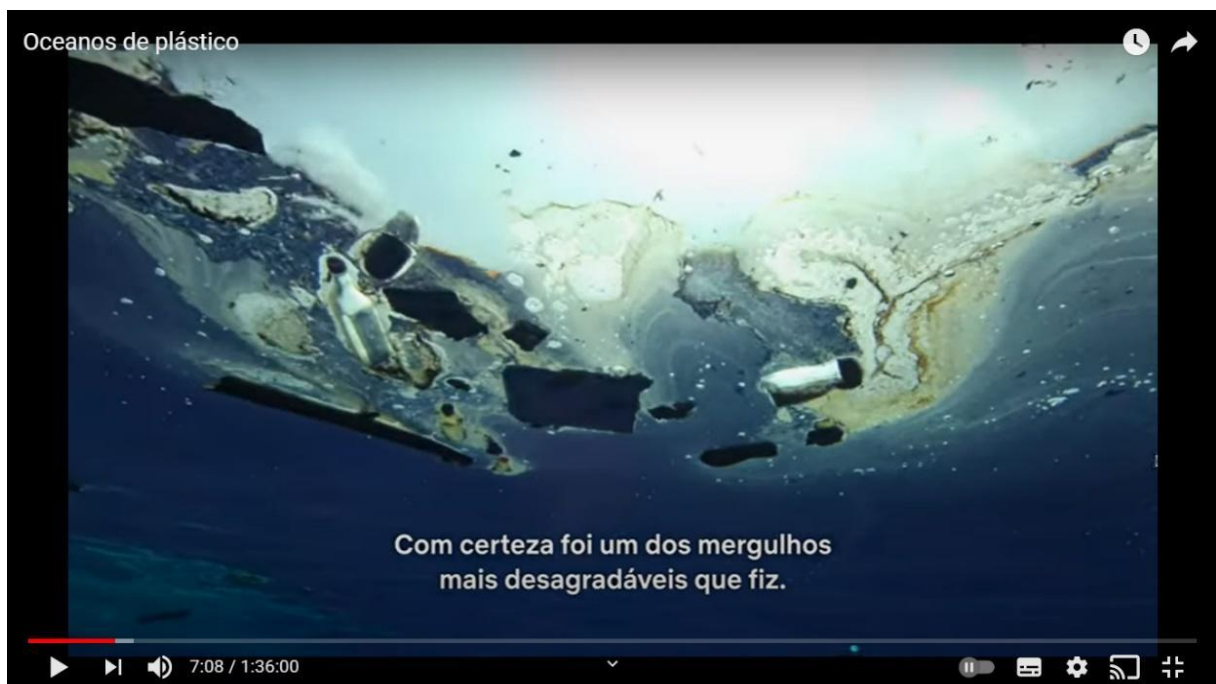 Oceanos de plástico
Com certeza foi um dos mergulhos
mais desagradáveis que fiz.
7:08 / 1:36:00